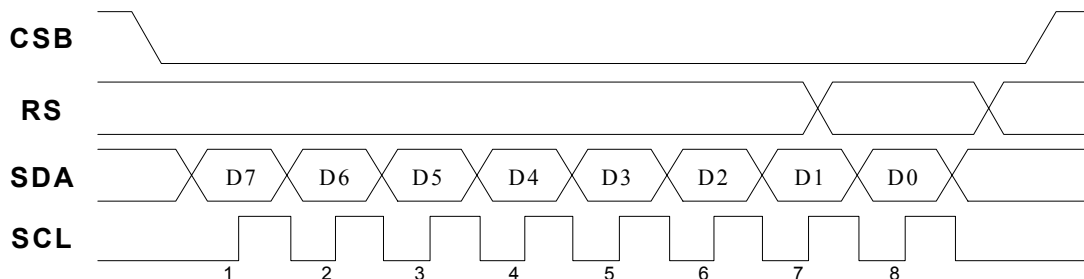 CSB
RS
SDA D7 D6 D5 D4 D3 D2 D1 D0
SCL
1 2 3 4 5 6 7 8